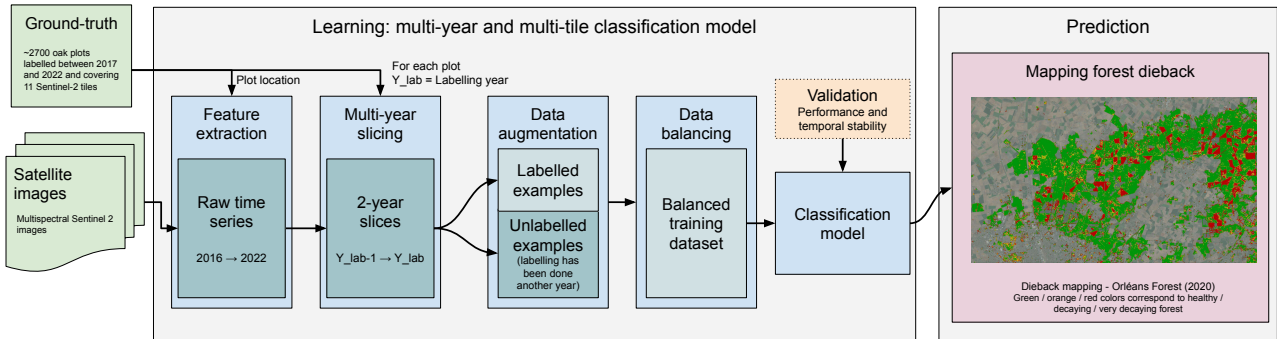 Ground-truth
~2700 oak plots
labelled between 2017
and 2022 and covering
11 Sentinel-2 tiles
Satellite
images
Multispectral Sentinel 2
images
Learning: multi-year and multi-tile classification model
Plot location
For each plot
Y_lab = Labelling year
Feature
extraction
Raw time
series
2016 → 2022
Multi-year
slicing
2-year
slices
Y_lab-1 → Y_lab
Data
augmentation
Labelled
examples
Unlabelled
examples
(labelling has
been done
another year)
Data
balancing
Balanced
training
dataset
Validation
Performance and
temporal stability
Classification
model
Prediction
Mapping forest dieback
Dieback mapping - Orléans Forest (2020)
Green / orange / red colors correspond to healthy /
decaying / very decaying forest